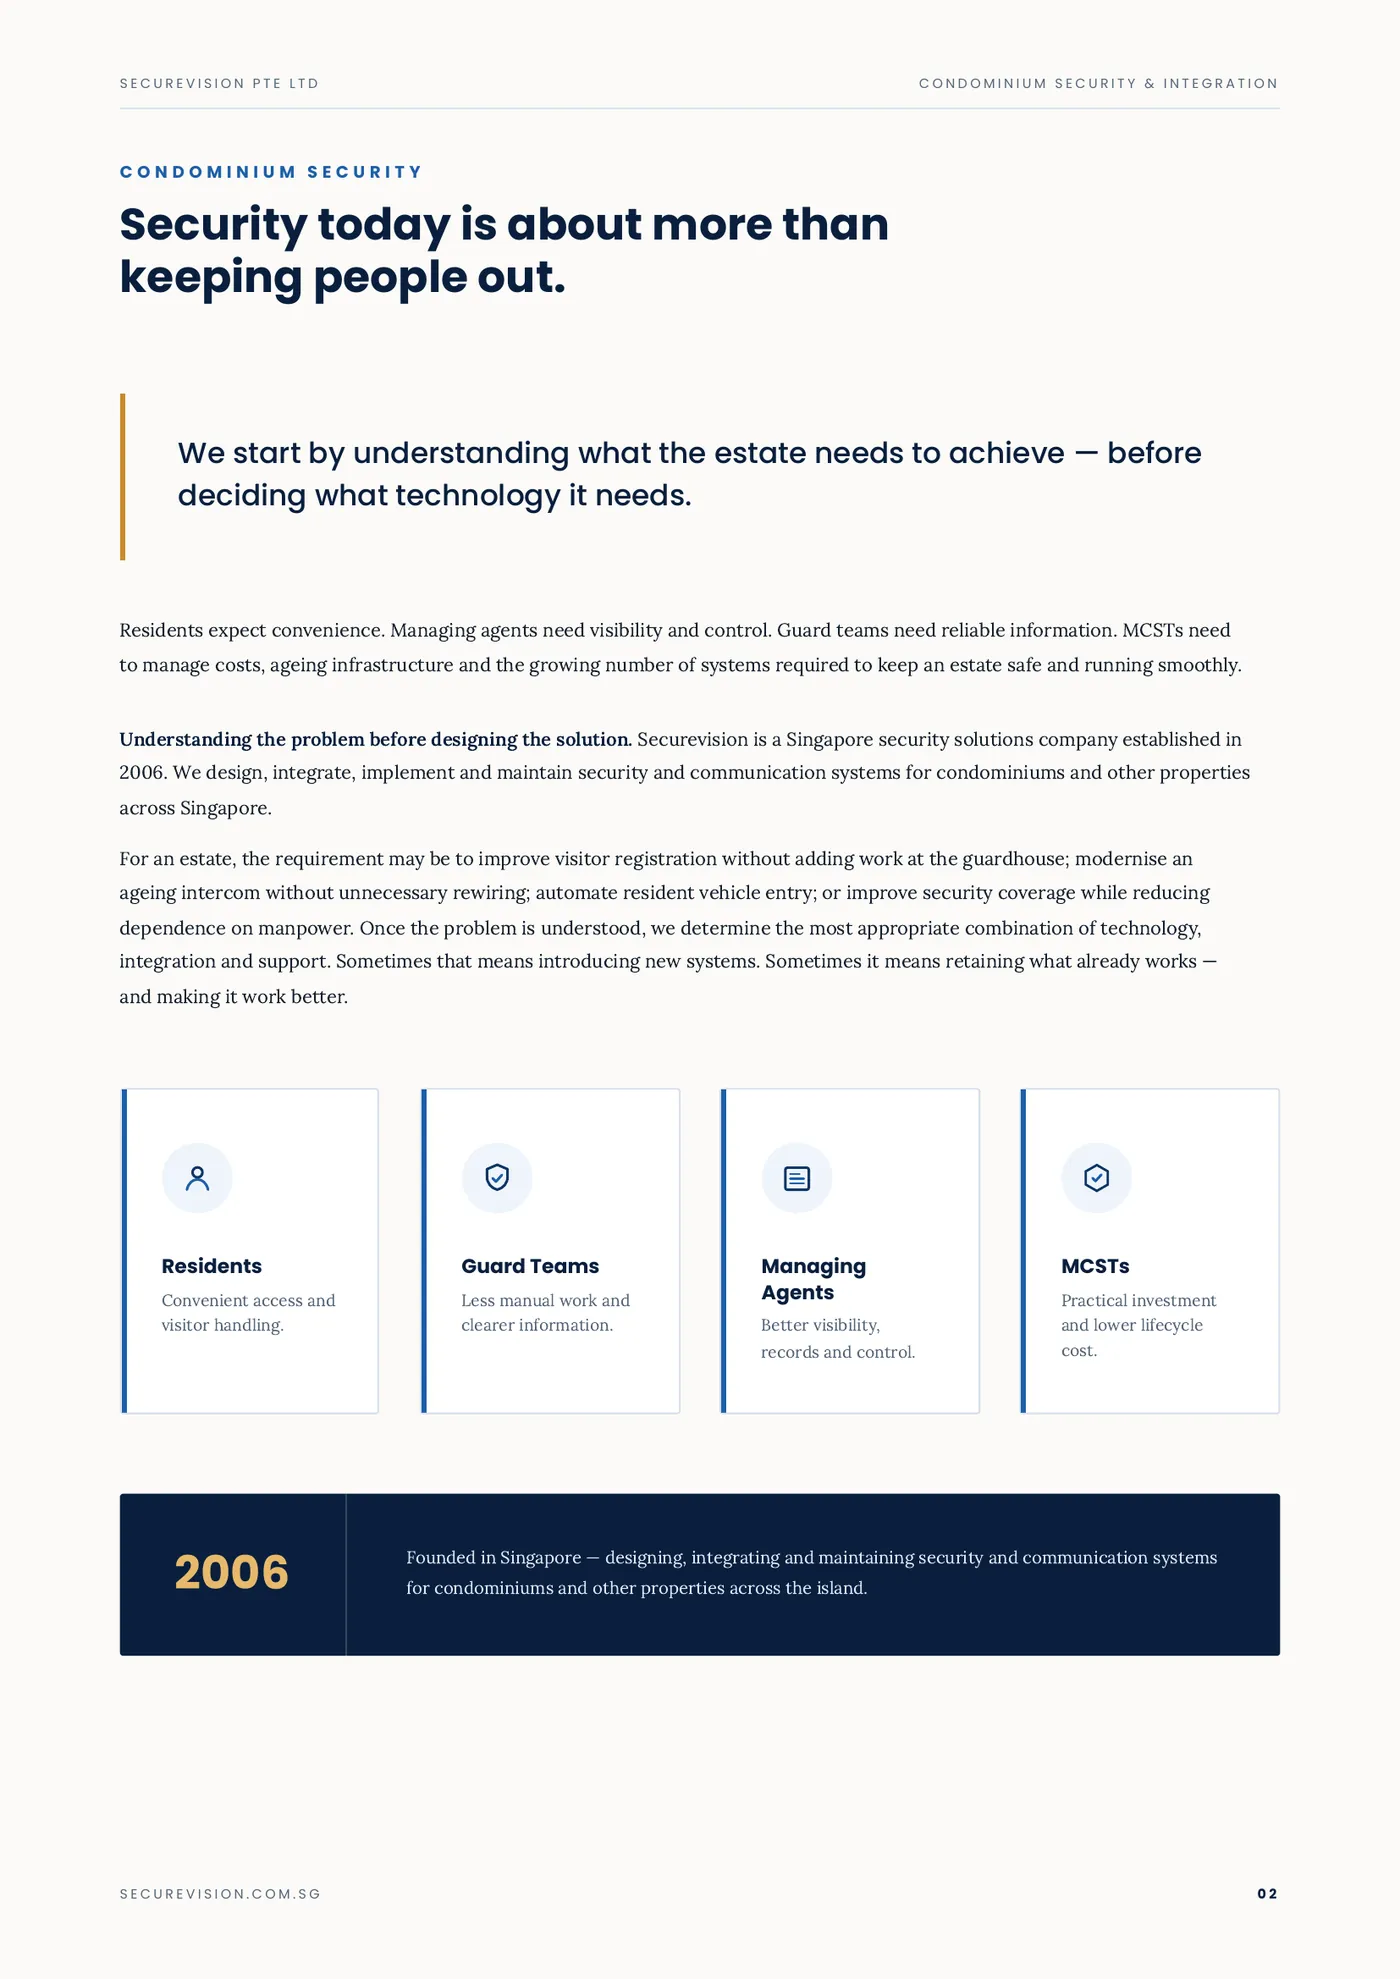 SECUREVISION PTE LTD
CONDOMINIUM SECURITY & INTEGRATION
CONDOMINIUM SECURITY
Security today is about more than
keeping people out.
We start by understanding what the estate needs to achieve — before
deciding what technology it needs.
Residents expect convenience. Managing agents need visibility and control. Guard teams need reliable information. MCSTs need
to manage costs, ageing infrastructure and the growing number of systems required to keep an estate safe and running smoothly.
Understanding the problem before designing the solution. Securevision is a Singapore security solutions company established in
2006. We design, integrate, implement and maintain security and communication systems for condominiums and other properties
across Singapore.
For an estate, the requirement may be to improve visitor registration without adding work at the guardhouse; modernise an
ageing intercom without unnecessary rewiring; automate resident vehicle entry; or improve security coverage while reducing
dependence on manpower. Once the problem is understood, we determine the most appropriate combination of technology,
integration and support. Sometimes that means introducing new systems. Sometimes it means retaining what already works —
and making it work better.
Residents
Convenient access and
visitor handling.
Guard Teams
Less manual work and
clearer information.
Managing
Agents
Better visibility,
records and control.
MCSTs
Practical investment
and lower lifecycle
cost.
2006
Founded in Singapore — designing, integrating and maintaining security and communication systems
for condominiums and other properties across the island.
SECUREVISION.COM.SG
02